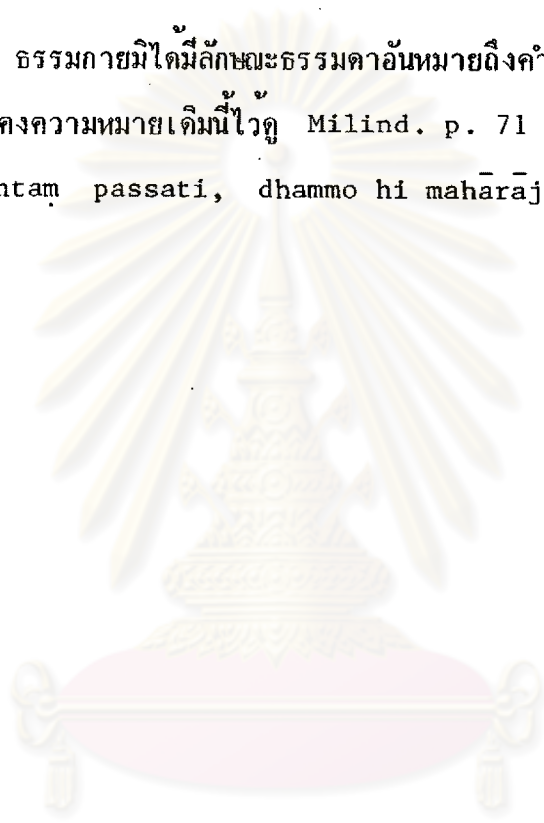 ธรรมกายมิได้มีลักษณะธรรมดาอันหมายถึงคำ
คงความหมายเดิมนี้ไว้ดู Milind. p. 71
ntaṃ passati, dhammo hi mahārāj